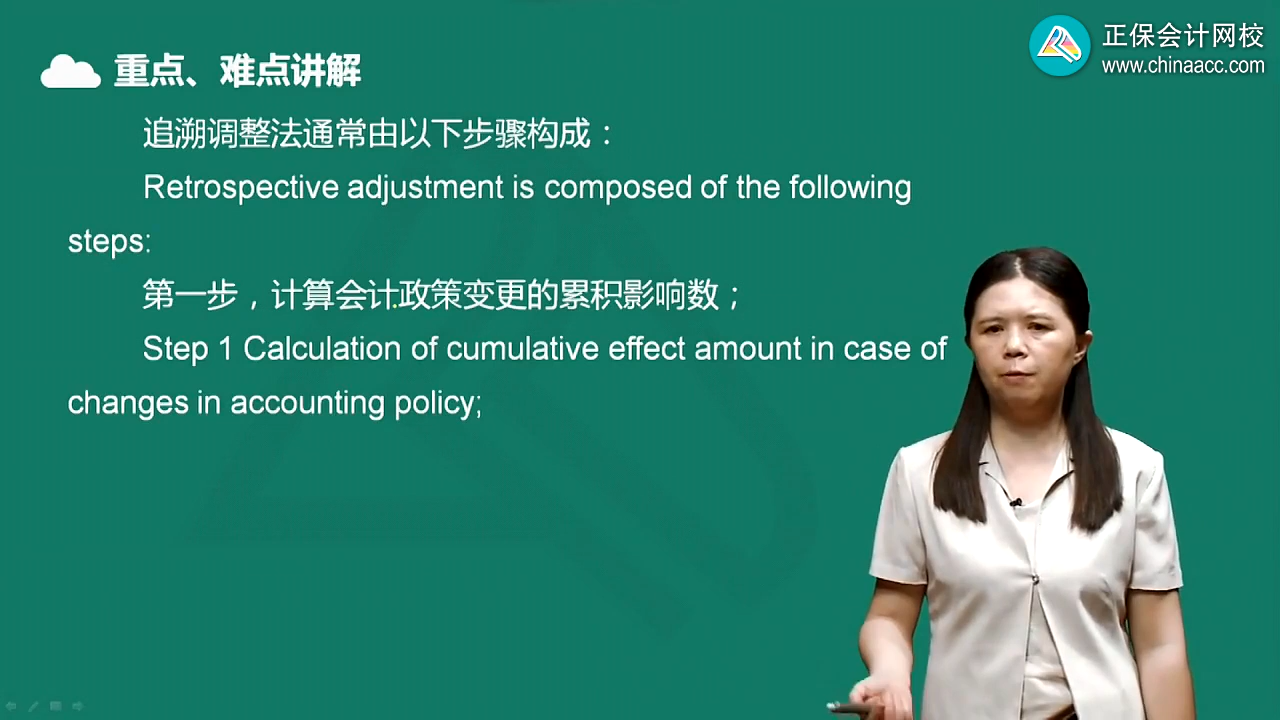 正保会计网校
www.chinaacc.com
重点、难点讲解
追溯调整法通常由以下步骤构成：
Retrospective adjustment is composed of the following
steps:
第一步，计算会计政策变更的累积影响数；
Step 1 Calculation of cumulative effect amount in case of
changes in accounting policy;